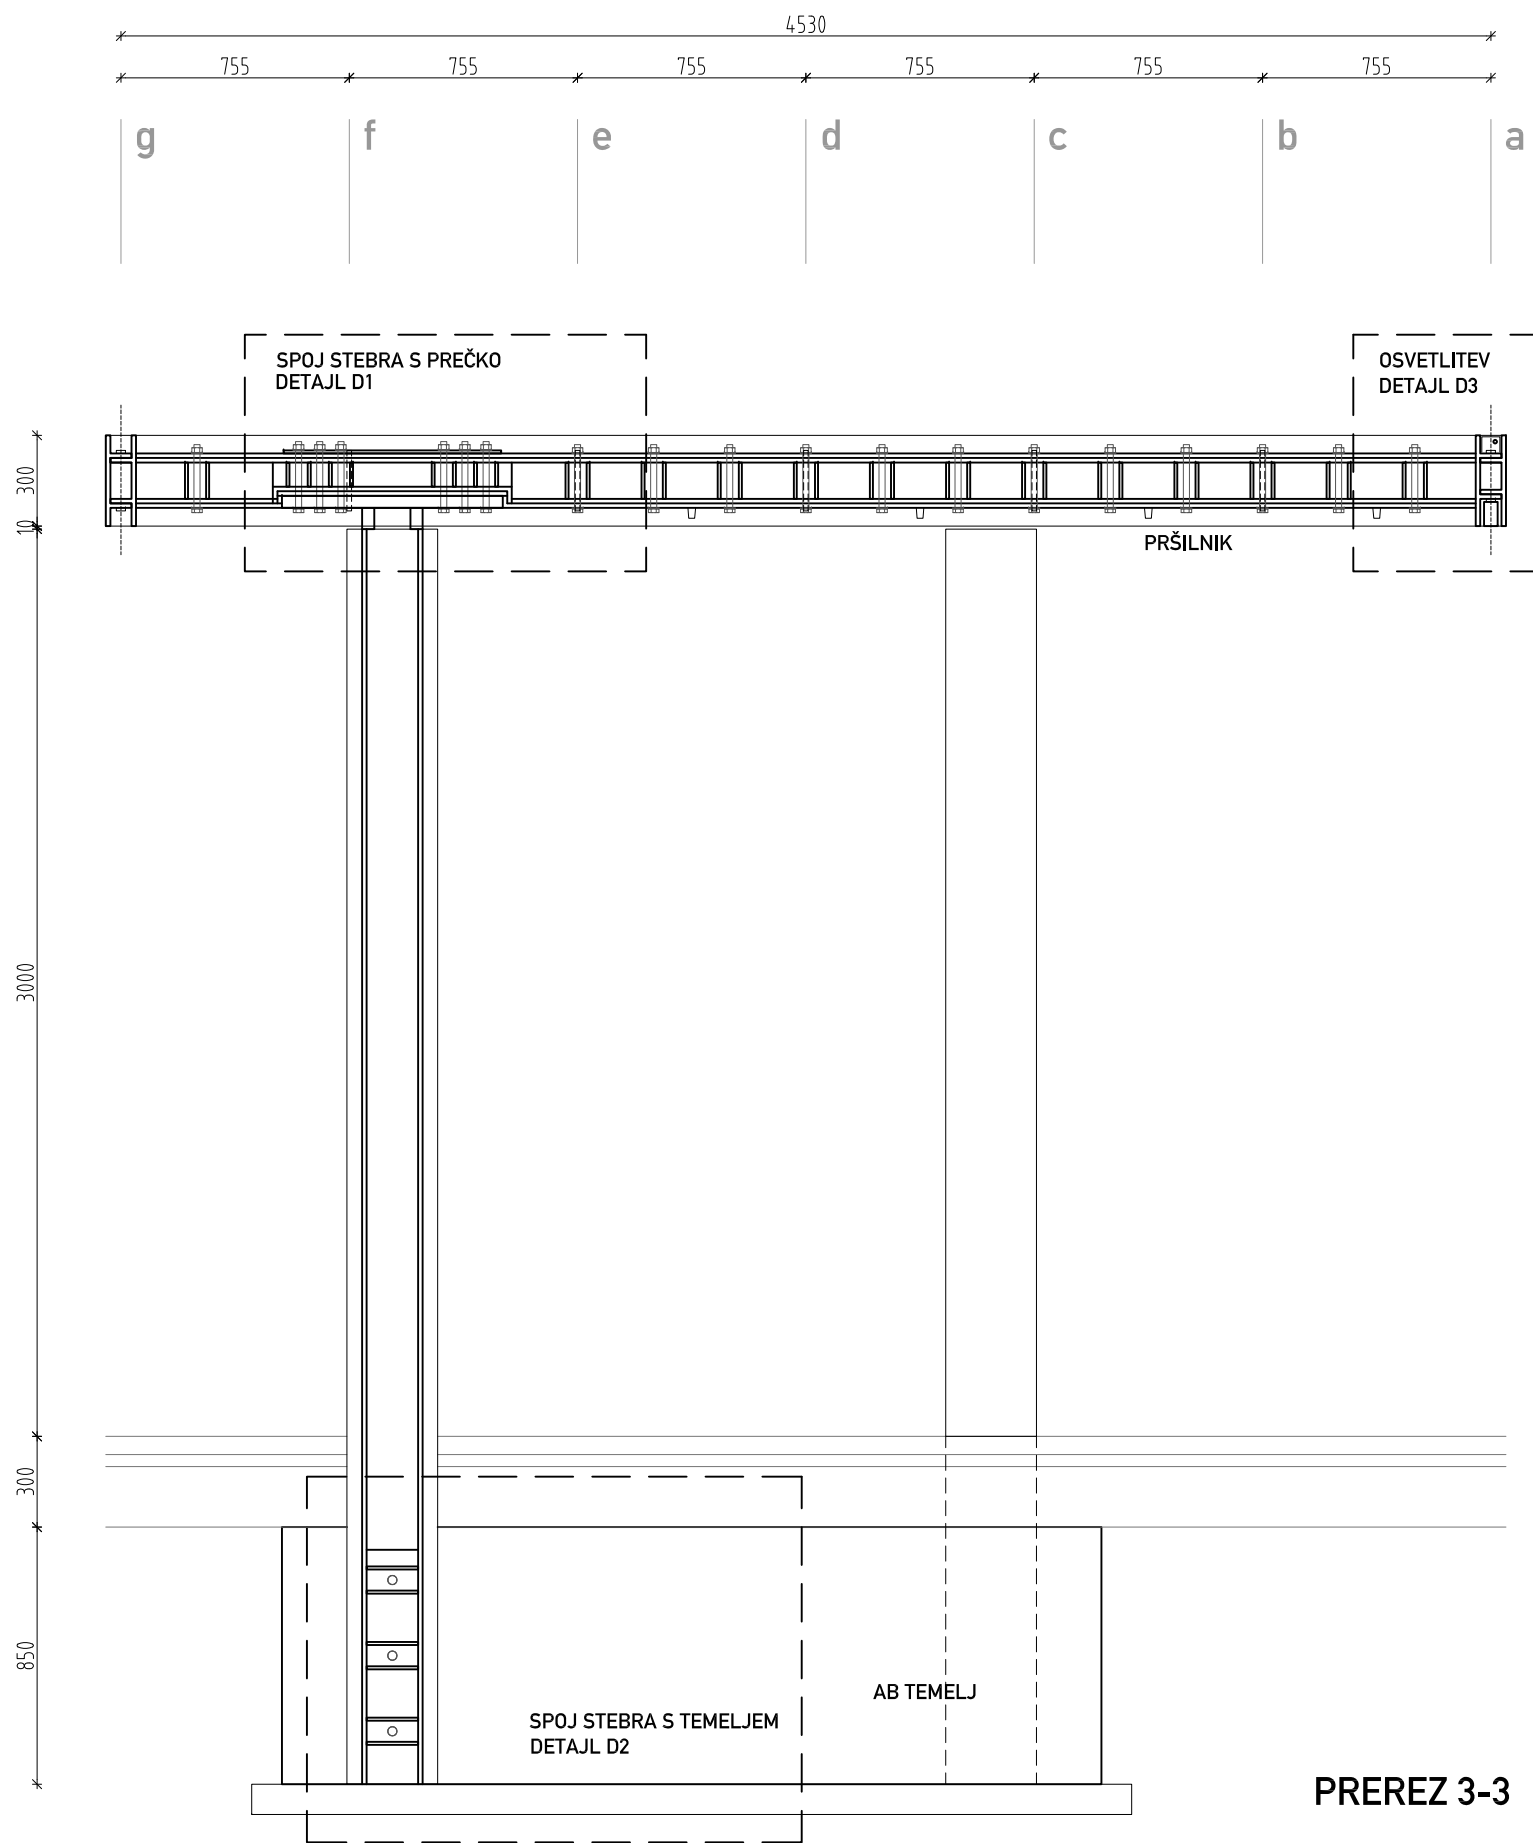 4530
755 755 755 755 755 755
g f e d c b a
SPOJ STEBRA S PREČKO
DETAJL D1
OSVETLITEV
DETAJL D3
300
10
PRŠILNIK
3000
300
850
AB TEMELJ
SPOJ STEBRA S TEMELJEM
DETAJL D2
PREREZ 3-3